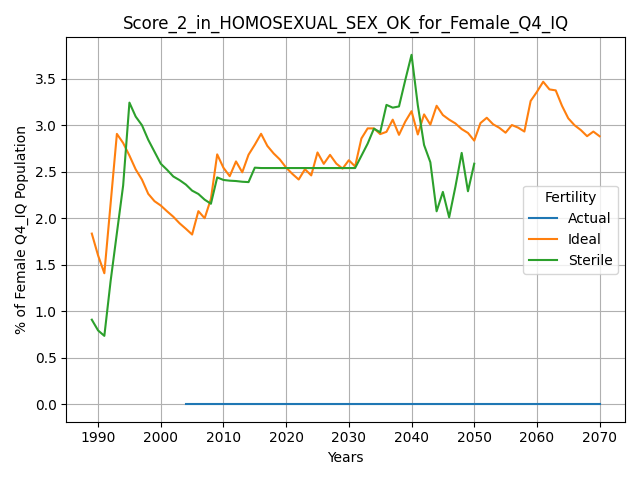 Score_2_in_HOMOSEXUAL_SEX_OK_for_Female_Q4_IQ
% of Female Q4_IQ Population
3.5
3.0
2.5
2.0
1.5
1.0
0.5
0.0
Fertility
Actual
Ideal
Sterile
1990 2000 2010 2020 2030 2040 2050 2060 2070
Years